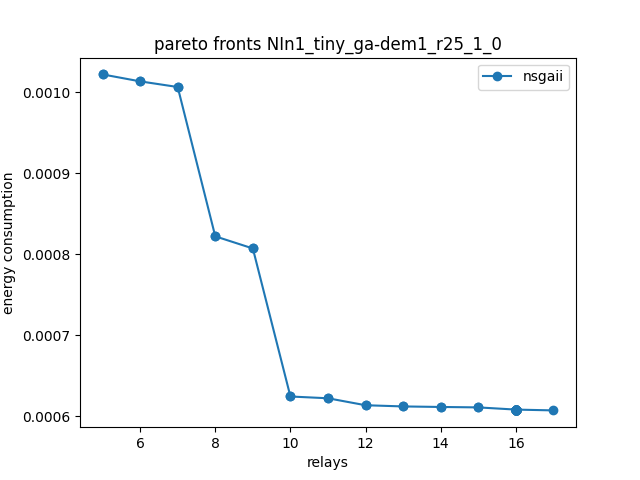 pareto fronts NIn1_tiny_ga-dem1_r25_1_0
nsgaii
0.0010
0.0009
0.0008
0.0007
0.0006
energy consumption
6 8 10 12 14 16
relays